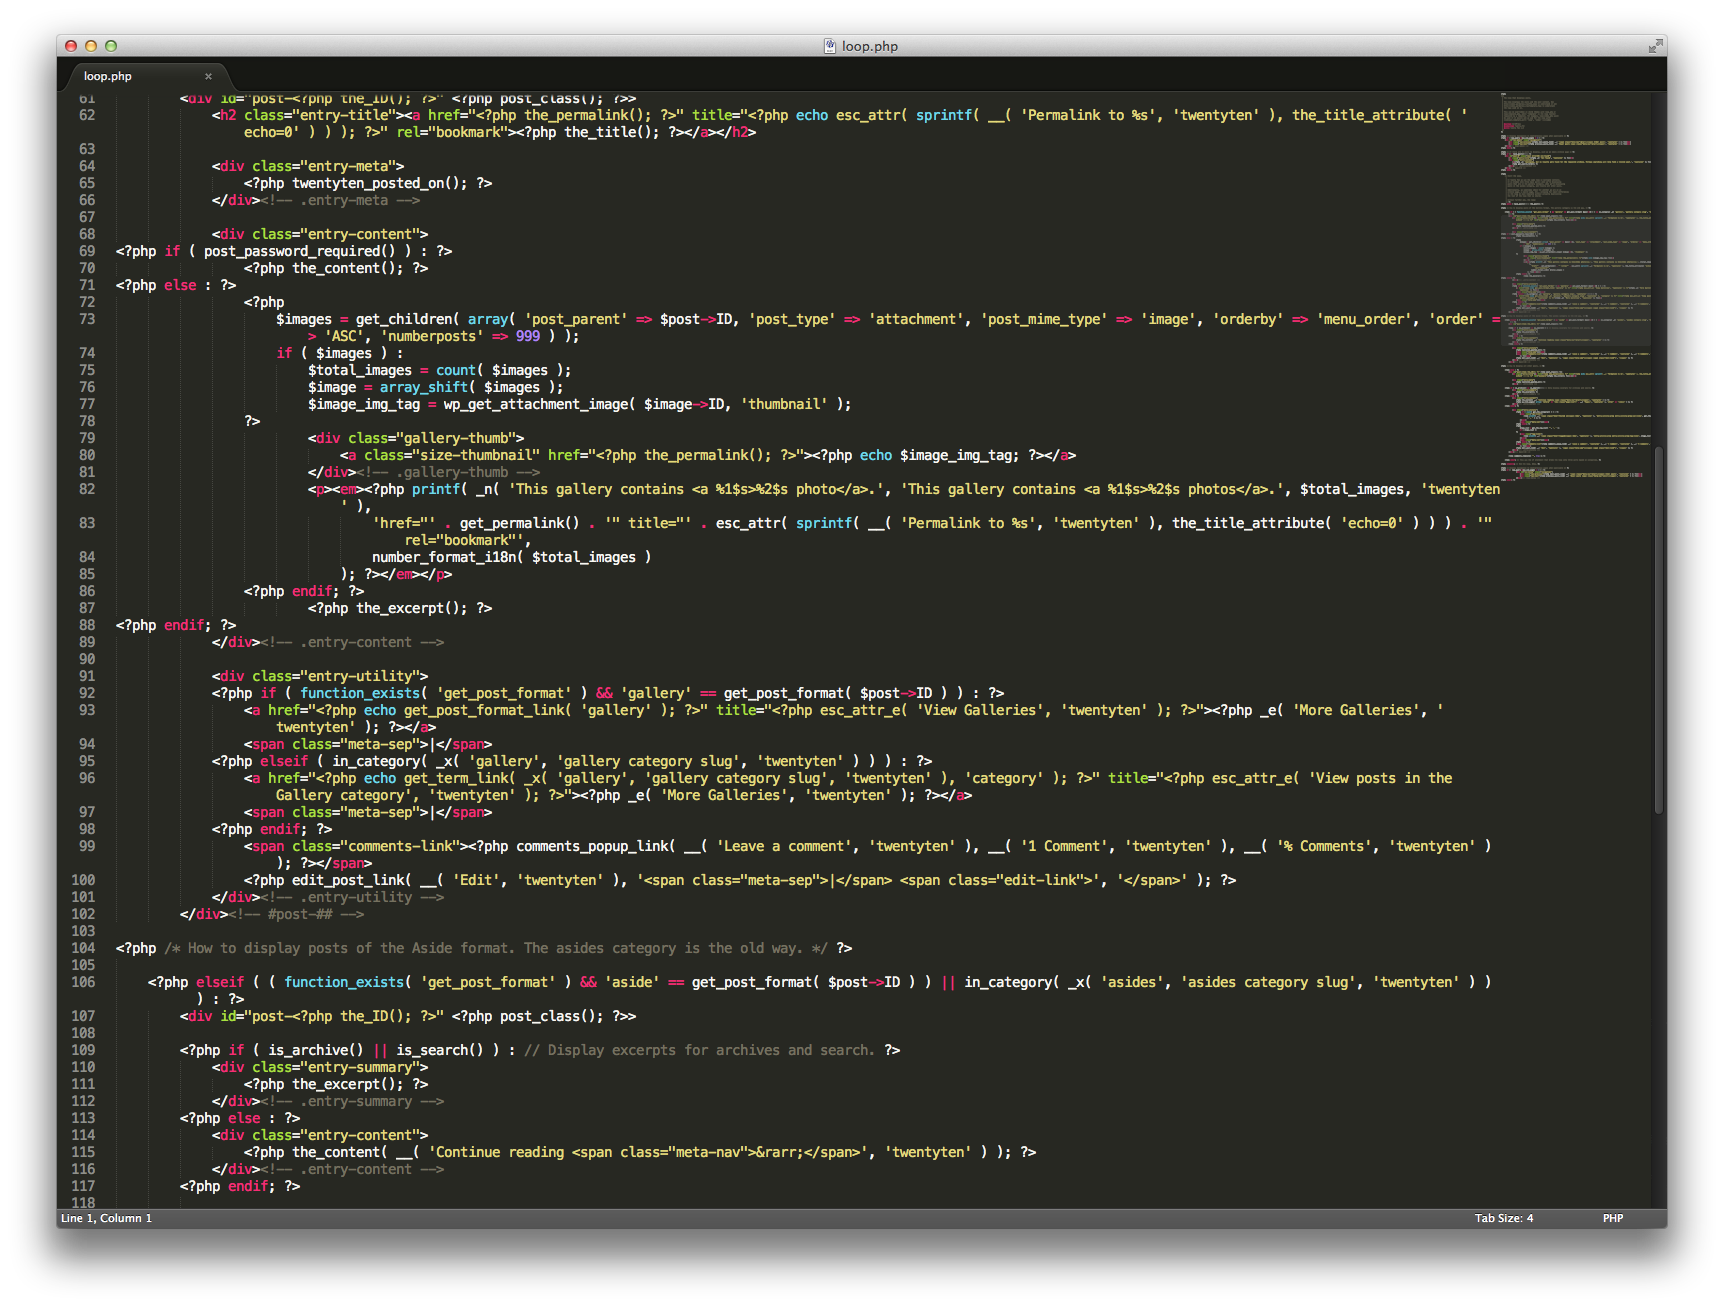 loop.php
loop.php ×
61 <div id="post-<?php the_ID(); ?>" <?php post_class(); ?>>
62 <h2 class="entry-title"><a href="<?php the_permalink(); ?>" title="<?php echo esc_attr( sprintf( __( 'Permalink to %s', 'twentyten' ), the_title_attribute( '
echo=0' ) ) ); ?>" rel="bookmark"><?php the_title(); ?></a></h2>
63
64 <div class="entry-meta">
65 <?php twentyten_posted_on(); ?>
66 </div><!-- .entry-meta -->
67
68 <div class="entry-content">
69 <?php if ( post_password_required() ) : ?>
70 <?php the_content(); ?>
71 <?php else : ?>
72 <?php
73 $images = get_children( array( 'post_parent' => $post->ID, 'post_type' => 'attachment', 'post_mime_type' => 'image', 'orderby' => 'menu_order', 'order' =
> 'ASC', 'numberposts' => 999 ) );
74 if ( $images ) :
75 $total_images = count( $images );
76 $image = array_shift( $images );
77 $image_img_tag = wp_get_attachment_image( $image->ID, 'thumbnail' );
78 ?>
79 <div class="gallery-thumb">
80 <a class="size-thumbnail" href="<?php the_permalink(); ?>"><?php echo $image_img_tag; ?></a>
81 </div><!-- .gallery-thumb -->
82 <p><em><?php printf( _n( 'This gallery contains <a %1$s>%2$s photo</a>.', 'This gallery contains <a %1$s>%2$s photos</a>.', $total_images, 'twentyten
' ),
83 'href="' . get_permalink() . '" title="' . esc_attr( sprintf( __( 'Permalink to %s', 'twentyten' ), the_title_attribute( 'echo=0' ) ) ) . '"
rel="bookmark"',
84 number_format_i18n( $total_images )
85 ); ?></em></p>
86 <?php endif; ?>
87 <?php the_excerpt(); ?>
88 <?php endif; ?>
89 </div><!-- .entry-content -->
90
91 <div class="entry-utility">
92 <?php if ( function_exists( 'get_post_format' ) && 'gallery' == get_post_format( $post->ID ) ) : ?>
93 <a href="<?php echo get_post_format_link( 'gallery' ); ?>" title="<?php esc_attr_e( 'View Galleries', 'twentyten' ); ?>"><?php _e( 'More Galleries', '
twentyten' ); ?></a>
94 <span class="meta-sep">|</span>
95 <?php elseif ( in_category( _x( 'gallery', 'gallery category slug', 'twentyten' ) ) ) : ?>
96 <a href="<?php echo get_term_link( _x( 'gallery', 'gallery category slug', 'twentyten' ), 'category' ); ?>" title="<?php esc_attr_e( 'View posts in the
Gallery category', 'twentyten' ); ?>"><?php _e( 'More Galleries', 'twentyten' ); ?></a>
97 <span class="meta-sep">|</span>
98 <?php endif; ?>
99 <span class="comments-link"><?php comments_popup_link( __( 'Leave a comment', 'twentyten' ), __( '1 Comment', 'twentyten' ), __( '% Comments', 'twentyten' )
); ?></span>
100 <?php edit_post_link( __( 'Edit', 'twentyten' ), '<span class="meta-sep">|</span> <span class="edit-link">', '</span>' ); ?>
101 </div><!-- .entry-utility -->
102 </div><!-- #post-## -->
103
104 <?php /* How to display posts of the Aside format. The asides category is the old way. */ ?>
105
106 <?php elseif ( ( function_exists( 'get_post_format' ) && 'aside' == get_post_format( $post->ID ) ) || in_category( _x( 'asides', 'asides category slug', 'twentyten' ) )
) : ?>
107 <div id="post-<?php the_ID(); ?>" <?php post_class(); ?>>
108
109 <?php if ( is_archive() || is_search() ) : // Display excerpts for archives and search. ?>
110 <div class="entry-summary">
111 <?php the_excerpt(); ?>
112 </div><!-- .entry-summary -->
113 <?php else : ?>
114 <div class="entry-content">
115 <?php the_content( __( 'Continue reading <span class="meta-nav">&rarr;</span>', 'twentyten' ) ); ?>
116 </div><!-- .entry-content -->
117 <?php endif; ?>
118
Line 1, Column 1 Tab Size: 4 PHP